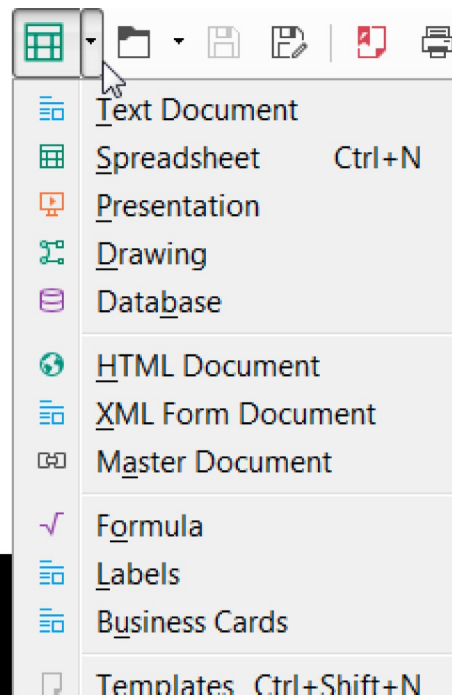 Text Document
Spreadsheet Ctrl+N
Presentation
Drawing
Database
HTML Document
XML Form Document
Master Document
Formula
Labels
Business Cards
Templates Ctrl+Shift+N